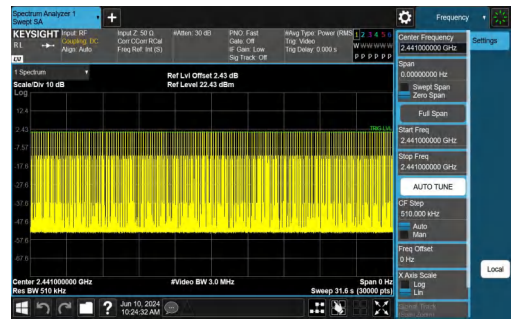 Spectrum Analyzer 1
Swept SA
Frequency
KEYSIGHT
RL
Input: RF
Coupling: DC
Align: Auto
Input Z: 50 Ω
Corr CCorr RCal
Freq Ref: Int (S)
#Atten: 30 dB
PNO: Fast
Gate: Off
IF Gain: Low
Sig Track: Off
#Avg Type: Power (RMS)
Trig: Video
Trig Delay: 0.000 s
1 2 3 4 5 6
W W W W W W
P P P P P P
LXI
1 Spectrum
Scale/Div 10 dB
Log
Ref Lvl Offset 2.43 dB
Ref Level 22.43 dBm
12.4
2.43
-7.57
-17.6
-27.6
-37.6
-47.6
-57.6
-67.6
TRIG LVL
Center 2.441000000 GHz
Res BW 510 kHz
#Video BW 3.0 MHz
Span 0 Hz
Sweep 31.6 s (30000 pts)
Jun 10, 2024
10:24:32 AM
Center Frequency
2.441000000 GHz
Settings
Span
0.00000000 Hz
Swept Span
Zero Span
Full Span
Start Freq
2.441000000 GHz
Stop Freq
2.441000000 GHz
AUTO TUNE
CF Step
510.000 kHz
Auto
Man
Freq Offset
0 Hz
X Axis Scale
Log
Lin
Signal Track
Local